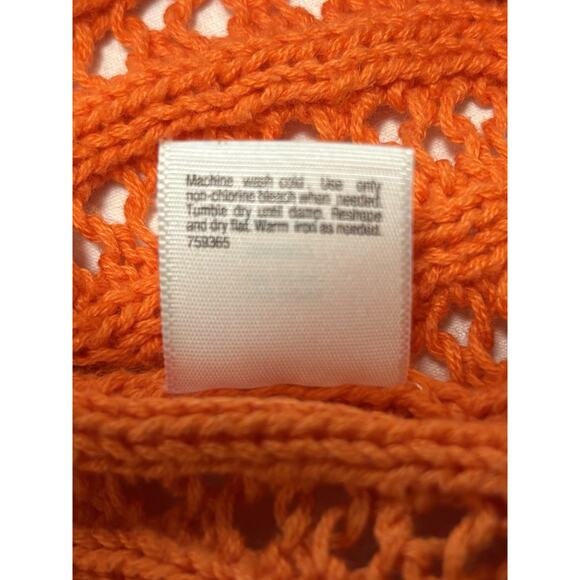 Machine wash cold. Use only
non-chlorine bleach when needed.
Tumble dry until damp. Reshape
and dry flat. Warm iron as needed.
759365